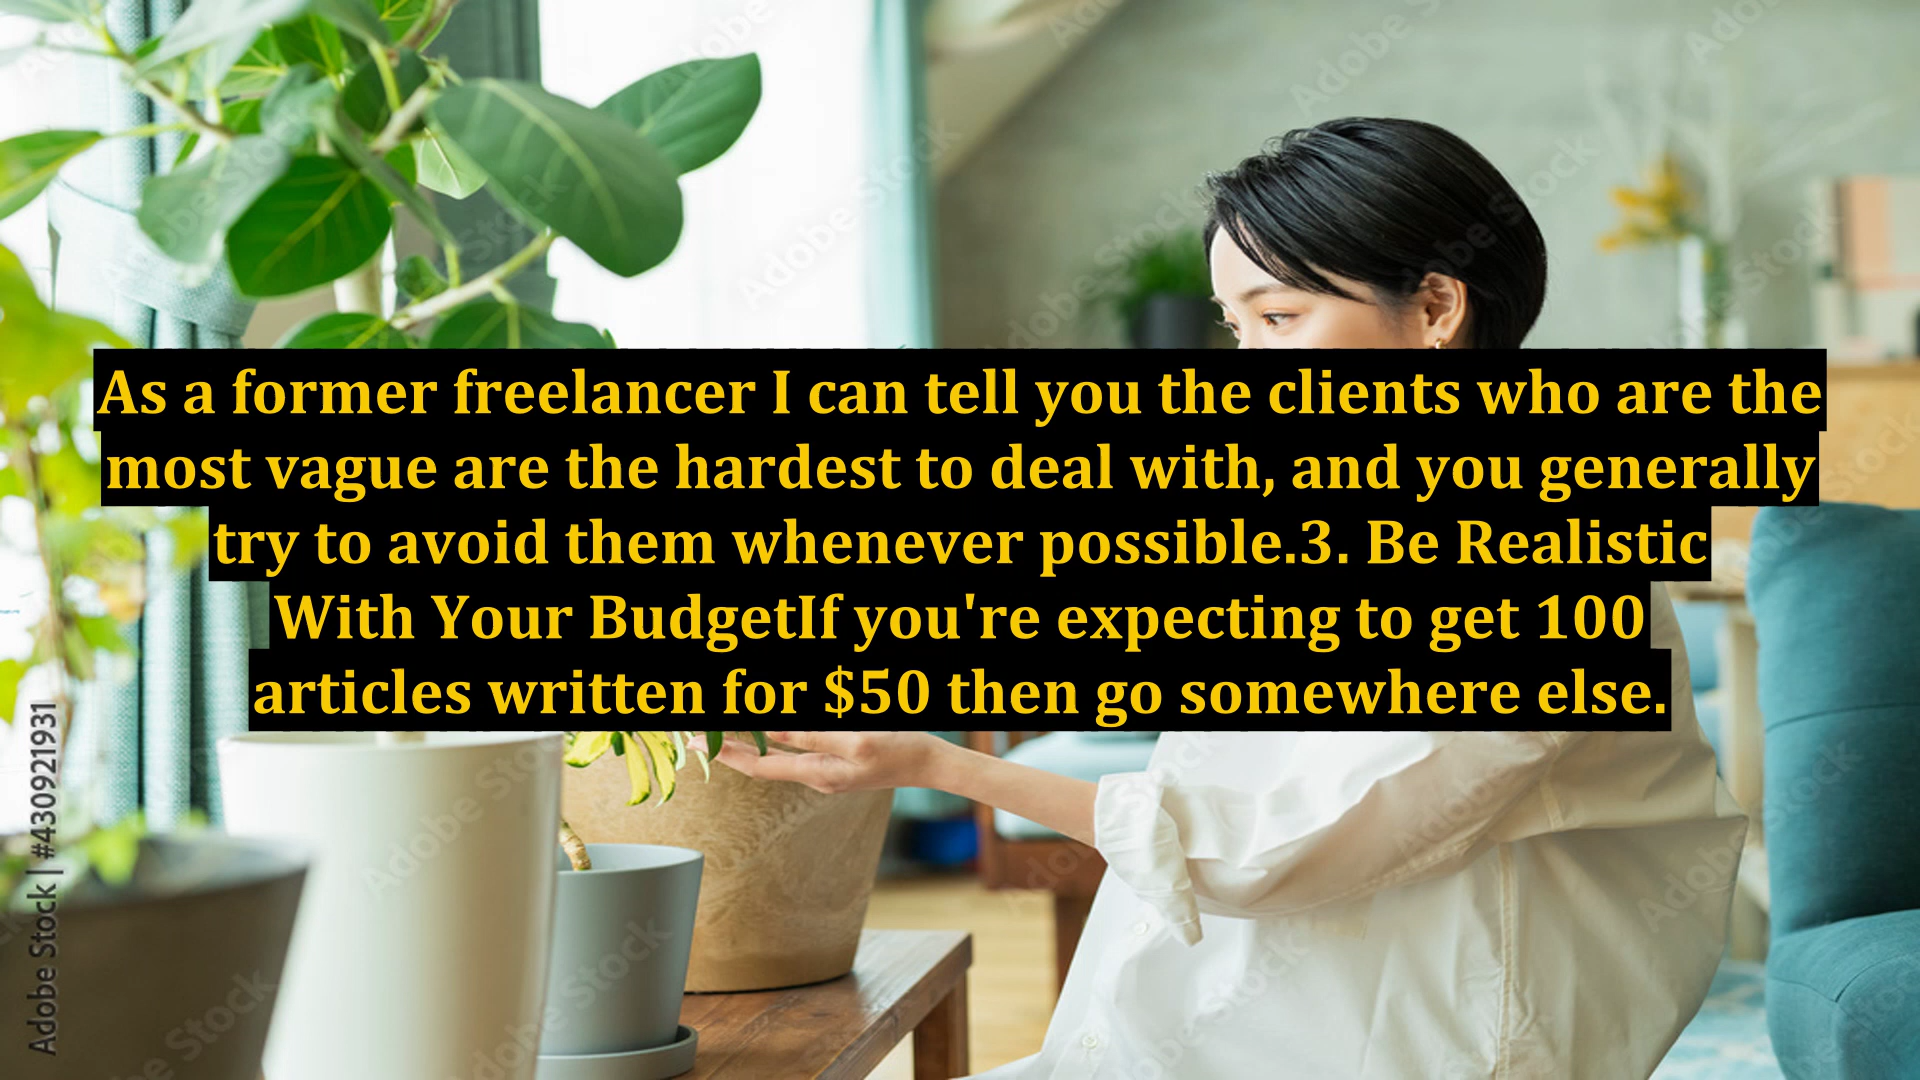 As a former freelancer I can tell you the clients who are the
most vague are the hardest to deal with, and you generally
try to avoid them whenever possible.3. Be Realistic
With Your BudgetIf you're expecting to get 100
articles written for $50 then go somewhere else.
Adobe Stock | #430921931